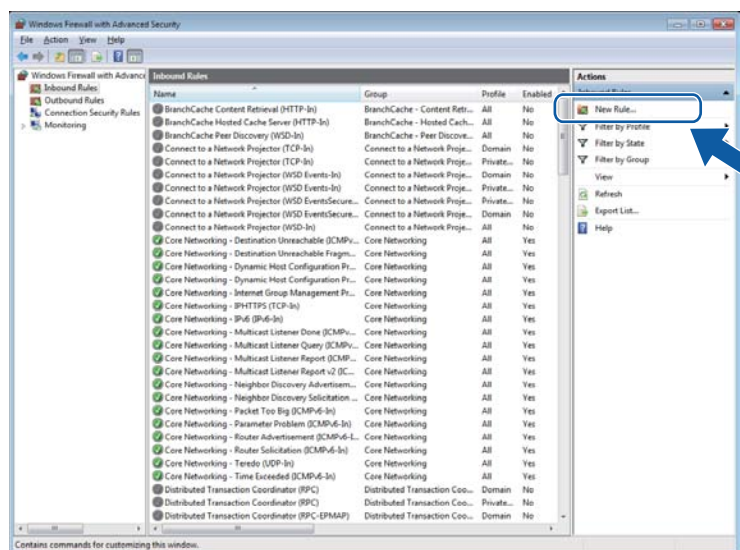 Windows Firewall with Advanced Security
File Action View Help
Windows Firewall with Advance
Inbound Rules
Outbound Rules
Connection Security Rules
Monitoring
Inbound Rules
Name Group Profile Enabled
BranchCache Content Retrieval (HTTP-In) BranchCache - Content Retr... All No
BranchCache Hosted Cache Server (HTTP-In) BranchCache - Hosted Cach... All No
BranchCache Peer Discovery (WSD-In) BranchCache - Peer Discove... All No
Connect to a Network Projector (TCP-In) Connect to a Network Proje... Domain No
Connect to a Network Projector (TCP-In) Connect to a Network Proje... Private... No
Connect to a Network Projector (WSD Events-In) Connect to a Network Proje... Domain No
Connect to a Network Projector (WSD Events-In) Connect to a Network Proje... Private... No
Connect to a Network Projector (WSD EventsSecure... Connect to a Network Proje... Private... No
Connect to a Network Projector (WSD EventsSecure... Connect to a Network Proje... Domain No
Connect to a Network Projector (WSD-In) Connect to a Network Proje... All No
Core Networking - Destination Unreachable (ICMPv... Core Networking All Yes
Core Networking - Destination Unreachable Fragm... Core Networking All Yes
Core Networking - Dynamic Host Configuration Pr... Core Networking All Yes
Core Networking - Dynamic Host Configuration Pr... Core Networking All Yes
Core Networking - Internet Group Management Pr... Core Networking All Yes
Core Networking - IPHTTPS (TCP-In) Core Networking All Yes
Core Networking - IPv6 (IPv6-In) Core Networking All Yes
Core Networking - Multicast Listener Done (ICMPv... Core Networking All Yes
Core Networking - Multicast Listener Query (ICMPv... Core Networking All Yes
Core Networking - Multicast Listener Report (ICMP... Core Networking All Yes
Core Networking - Multicast Listener Report v2 (IC... Core Networking All Yes
Core Networking - Neighbor Discovery Advertisem... Core Networking All Yes
Core Networking - Neighbor Discovery Solicitation ... Core Networking All Yes
Core Networking - Packet Too Big (ICMPv6-In) Core Networking All Yes
Core Networking - Parameter Problem (ICMPv6-In) Core Networking All Yes
Core Networking - Router Advertisement (ICMPv6-I... Core Networking All Yes
Core Networking - Router Solicitation (ICMPv6-In) Core Networking All Yes
Core Networking - Teredo (UDP-In) Core Networking All Yes
Core Networking - Time Exceeded (ICMPv6-In) Core Networking All Yes
Distributed Transaction Coordinator (RPC) Distributed Transaction Coo... Domain No
Distributed Transaction Coordinator (RPC) Distributed Transaction Coo... Private... No
Distributed Transaction Coordinator (RPC-EPMAP) Distributed Transaction Coo... Domain No
Actions
Inbound Rules
New Rule...
Filter by Profile
Filter by State
Filter by Group
View
Refresh
Export List...
Help
Contains commands for customizing this window.